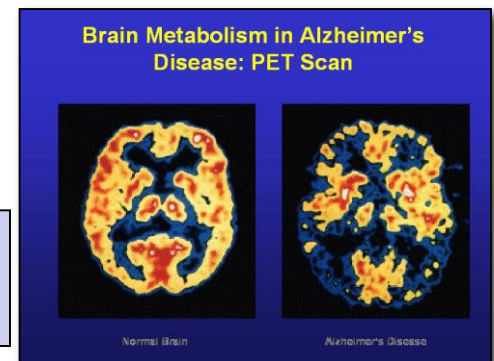 Brain Metabolism in Alzheimer's
Disease: PET Scan
Normal Brain
Alzheimer's Disease